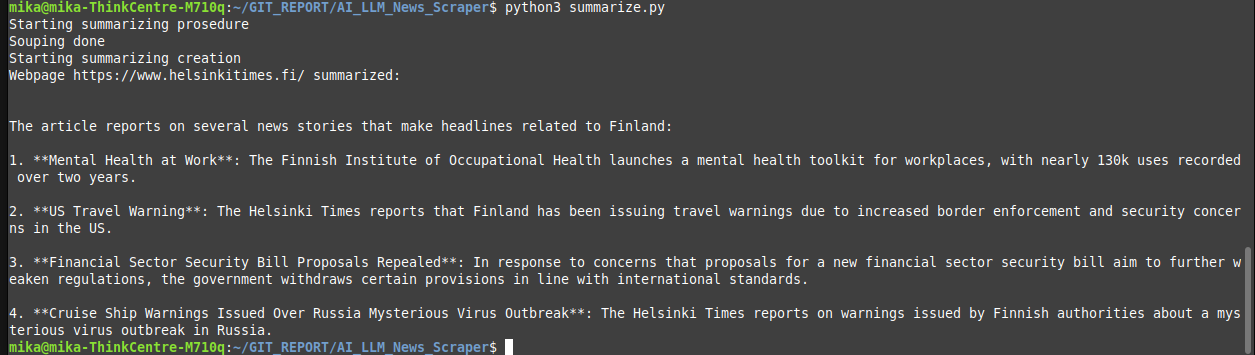 mika@mika-ThinkCentre-M710q:~/GIT_REPORT/AI_LLM_News_Scraper$ python3 summarize.py
Starting summarizing prosedure
Souping done
Starting summarizing creation
Webpage https://www.helsinkitimes.fi/ summarized:
The article reports on several news stories that make headlines related to Finland:
1. **Mental Health at Work**: The Finnish Institute of Occupational Health launches a mental health toolkit for workplaces, with nearly 130k uses recorded
 over two years.
2. **US Travel Warning**: The Helsinki Times reports that Finland has been issuing travel warnings due to increased border enforcement and security concer
ns in the US.
3. **Financial Sector Security Bill Proposals Repealed**: In response to concerns that proposals for a new financial sector security bill aim to further w
eaken regulations, the government withdraws certain provisions in line with international standards.
4. **Cruise Ship Warnings Issued Over Russia Mysterious Virus Outbreak**: The Helsinki Times reports on warnings issued by Finnish authorities about a mys
terious virus outbreak in Russia.
mika@mika-ThinkCentre-M710q:~/GIT_REPORT/AI_LLM_News_Scraper$